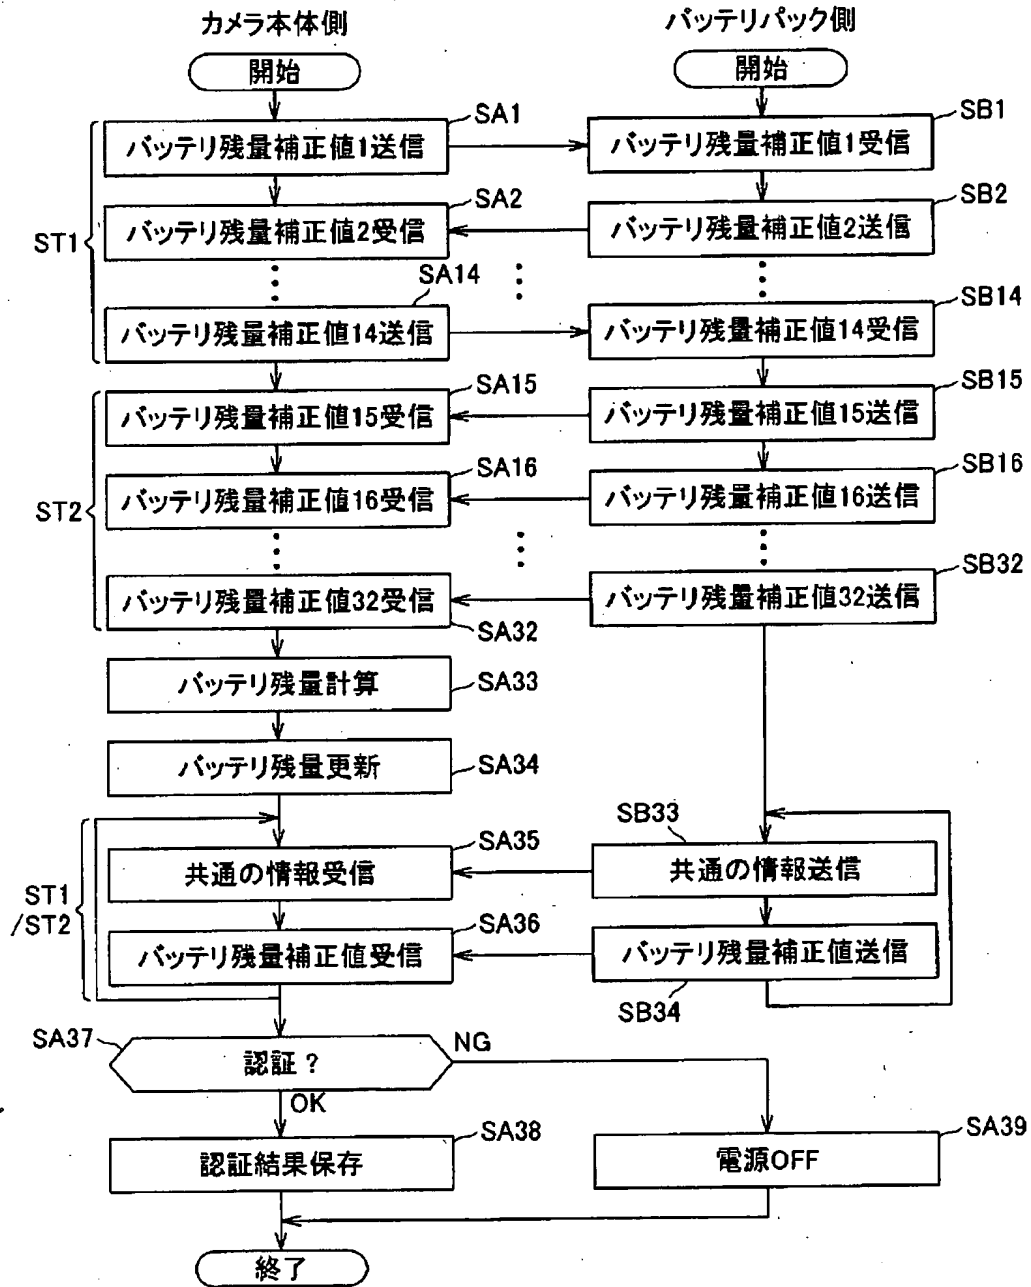 カメラ本体側
バッテリパック側
開始
開始
SA1
SB1
バッテリ残量補正値1送信
バッテリ残量補正値1受信
SA2
SB2
バッテリ残量補正値2受信
バッテリ残量補正値2送信
ST1
SA14
SB14
バッテリ残量補正値14送信
バッテリ残量補正値14受信
SA15
SB15
バッテリ残量補正値15受信
バッテリ残量補正値15送信
SA16
SB16
バッテリ残量補正値16受信
バッテリ残量補正値16送信
ST2
SB32
バッテリ残量補正値32受信
バッテリ残量補正値32送信
SA32
バッテリ残量計算
SA33
バッテリ残量更新
SA34
SB33
SA35
共通の情報受信
共通の情報送信
ST1
/ST2
SA36
バッテリ残量補正値受信
バッテリ残量補正値送信
SB34
SA37
認証？
NG
OK
SA38
SA39
認証結果保存
電源OFF
終了